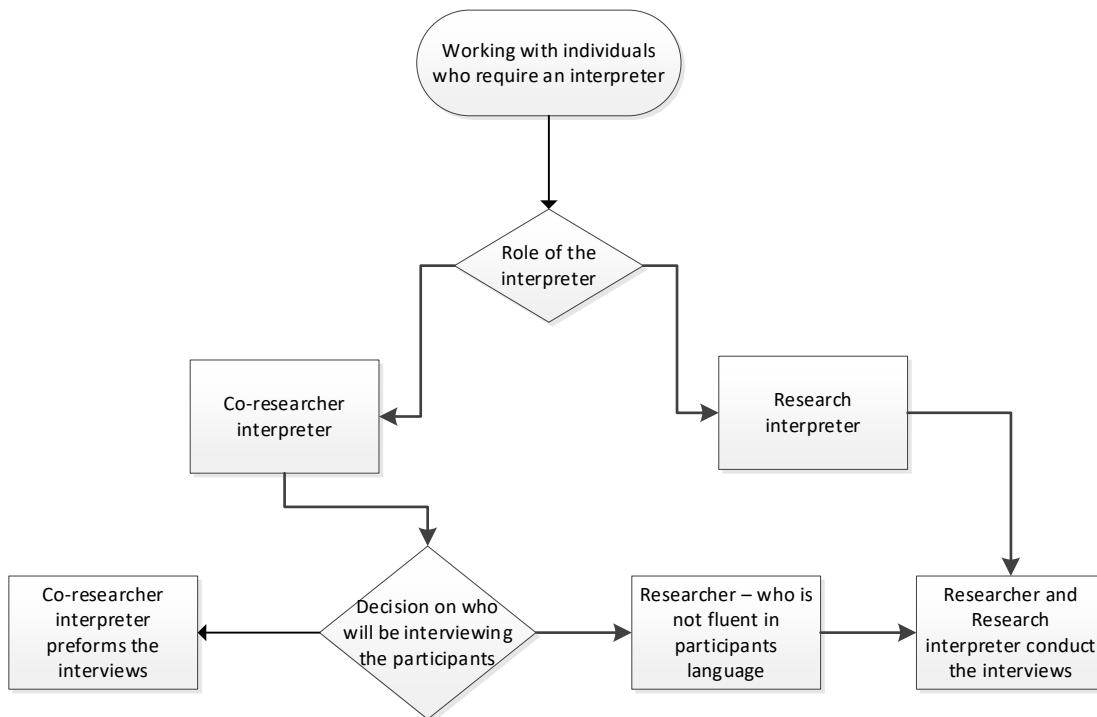 Working with individuals
who require an interpreter
Role of the
interpreter
Co-researcher
interpreter
Research
interpreter
Co-researcher
interpreter
preforms the
interviews
Decision on who
will be interviewing
the participants
Researcher – who is
not fluent in
participants
language
Researcher and
Research
interpreter conduct
the interviews